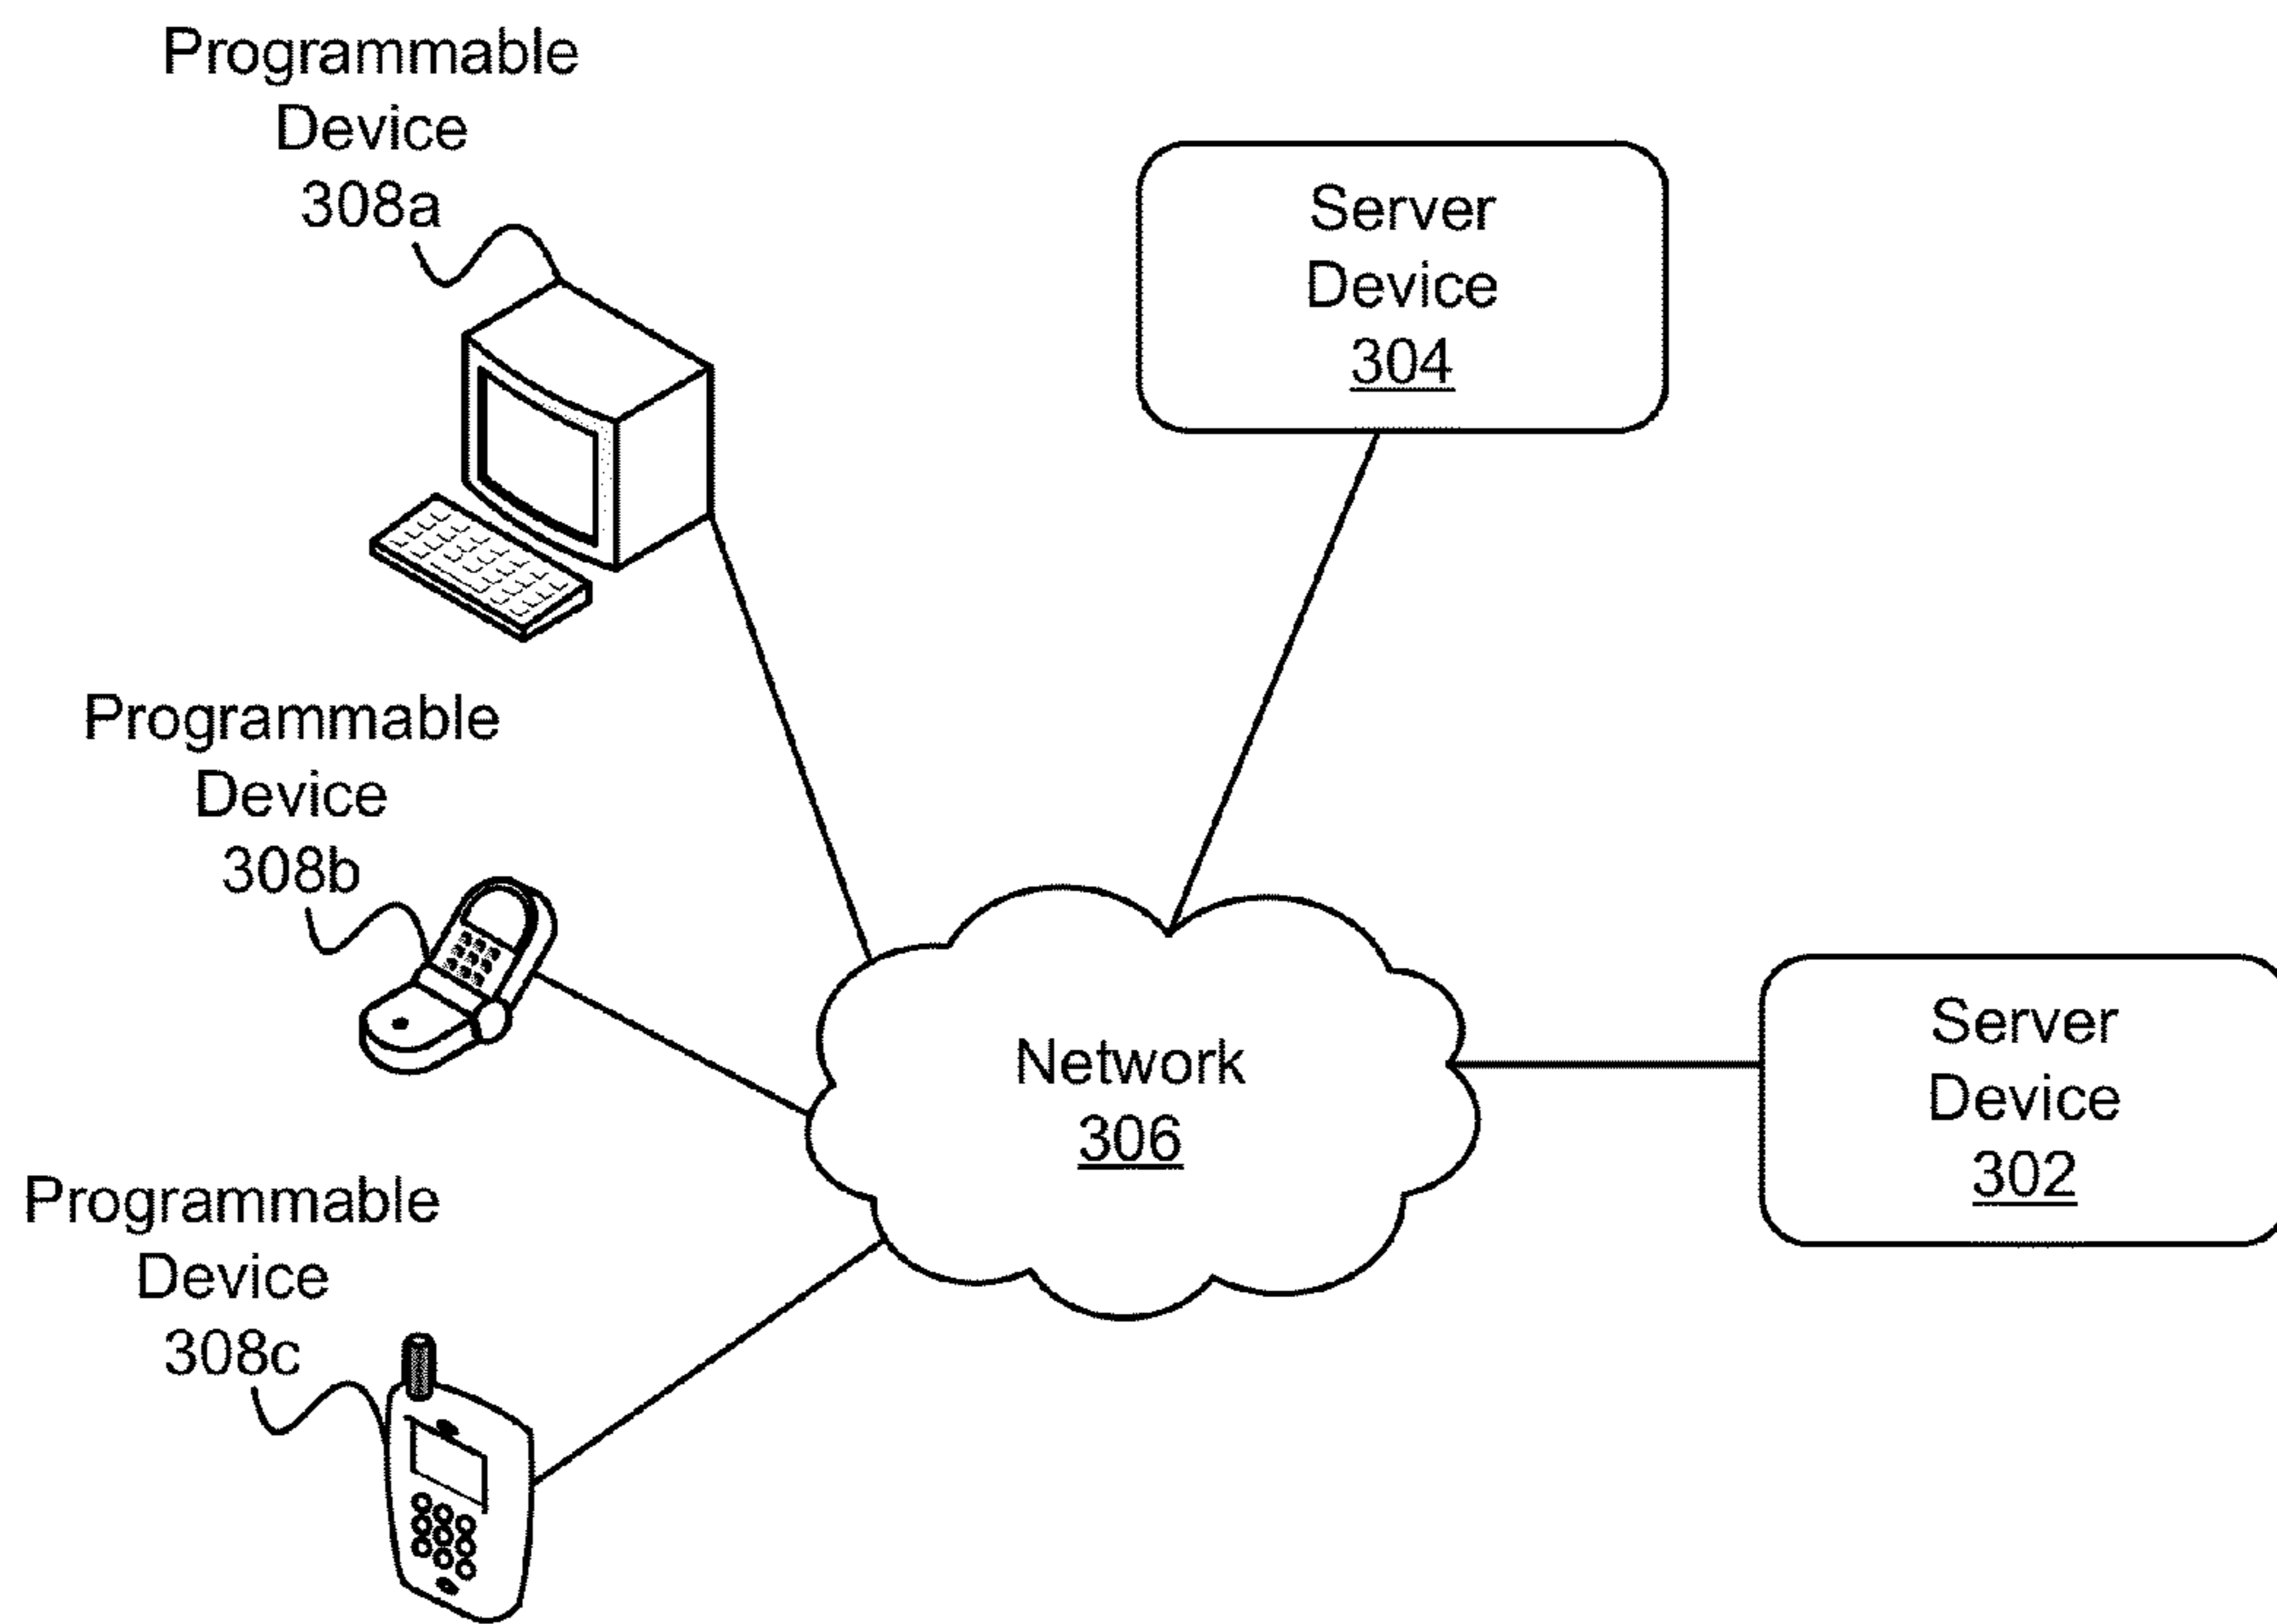 Programmable
Device
308a
Server
Device
304
Programmable
Device
308b
Network
306
Server
Device
302
Programmable
Device
308c